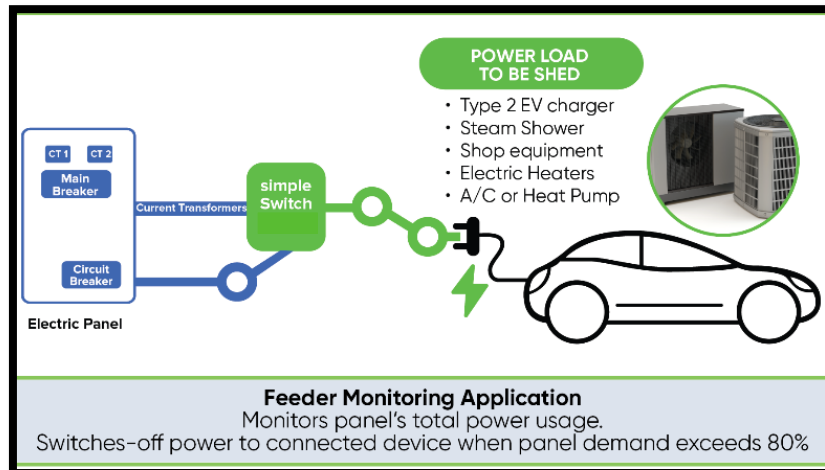 POWER LOAD
TO BE SHED
• Type 2 EV charger
• Steam Shower
• Shop equipment
• Electric Heaters
• A/C or Heat Pump
CT 1
CT 2
Main
Breaker
Current Transformers
simple
Switch
Circuit
Breaker
Electric Panel
Feeder Monitoring Application
Monitors panel's total power usage.
Switches-off power to connected device when panel demand exceeds 80%